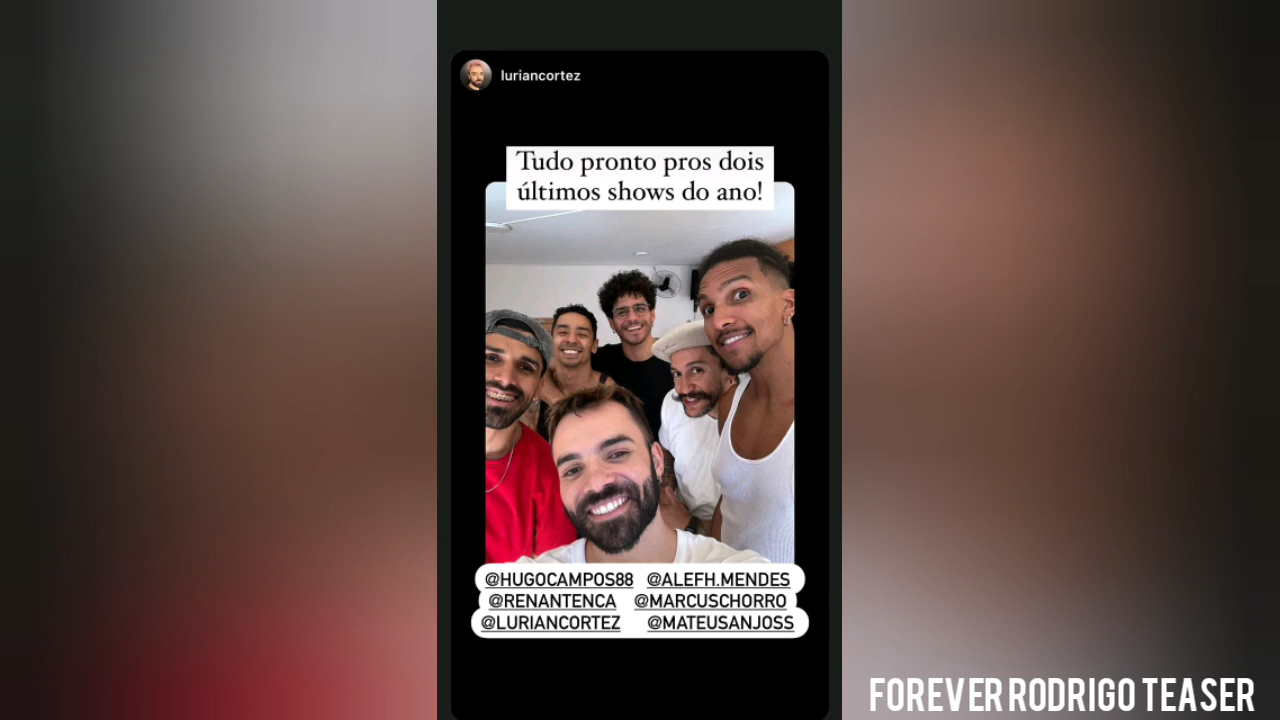 luriancortez
Tudo pronto pros dois
últimos shows do ano!
@HUGOCAMPOS88 @ALEFH.MENDES
@RENANTENCA @MARCUSCHORRO
@LURIANCORTEZ @MATEUSANJOSS
FOREVER RODRIGO TEASER